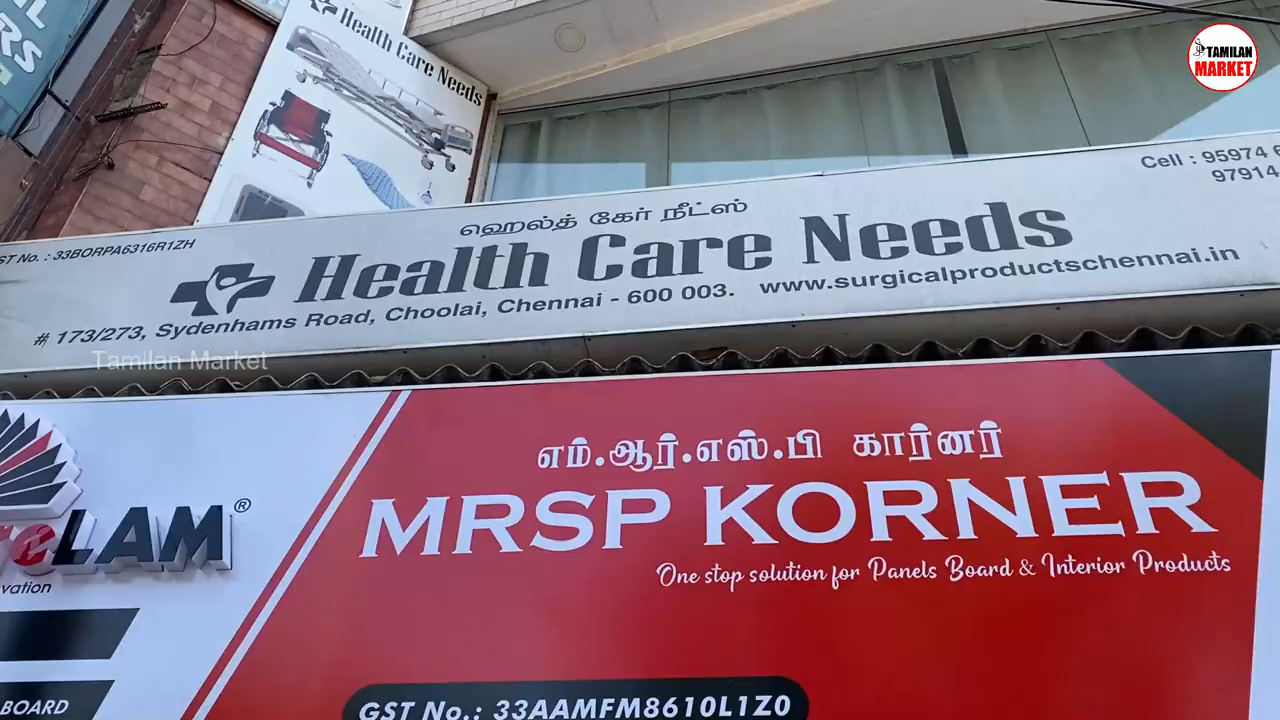 Health Care Needs
TAMILAN
MARKET
Cell : 95974
97914
ஹெல்த் கேர் நீட்ஸ்
GST No. : 33BORPA6316R1ZH
Health Care Needs
# 173/273, Sydenhams Road, Choolai, Chennai - 600 003. www.surgicalproductschennai.in
Tamilan Market
எம்.ஆர்.எஸ்.பி கார்னர்
MRSP KORNER
One stop solution for Panels Board & Interior Products
LAM®
BOARD
GST No.: 33AAMFM8610L1Z0